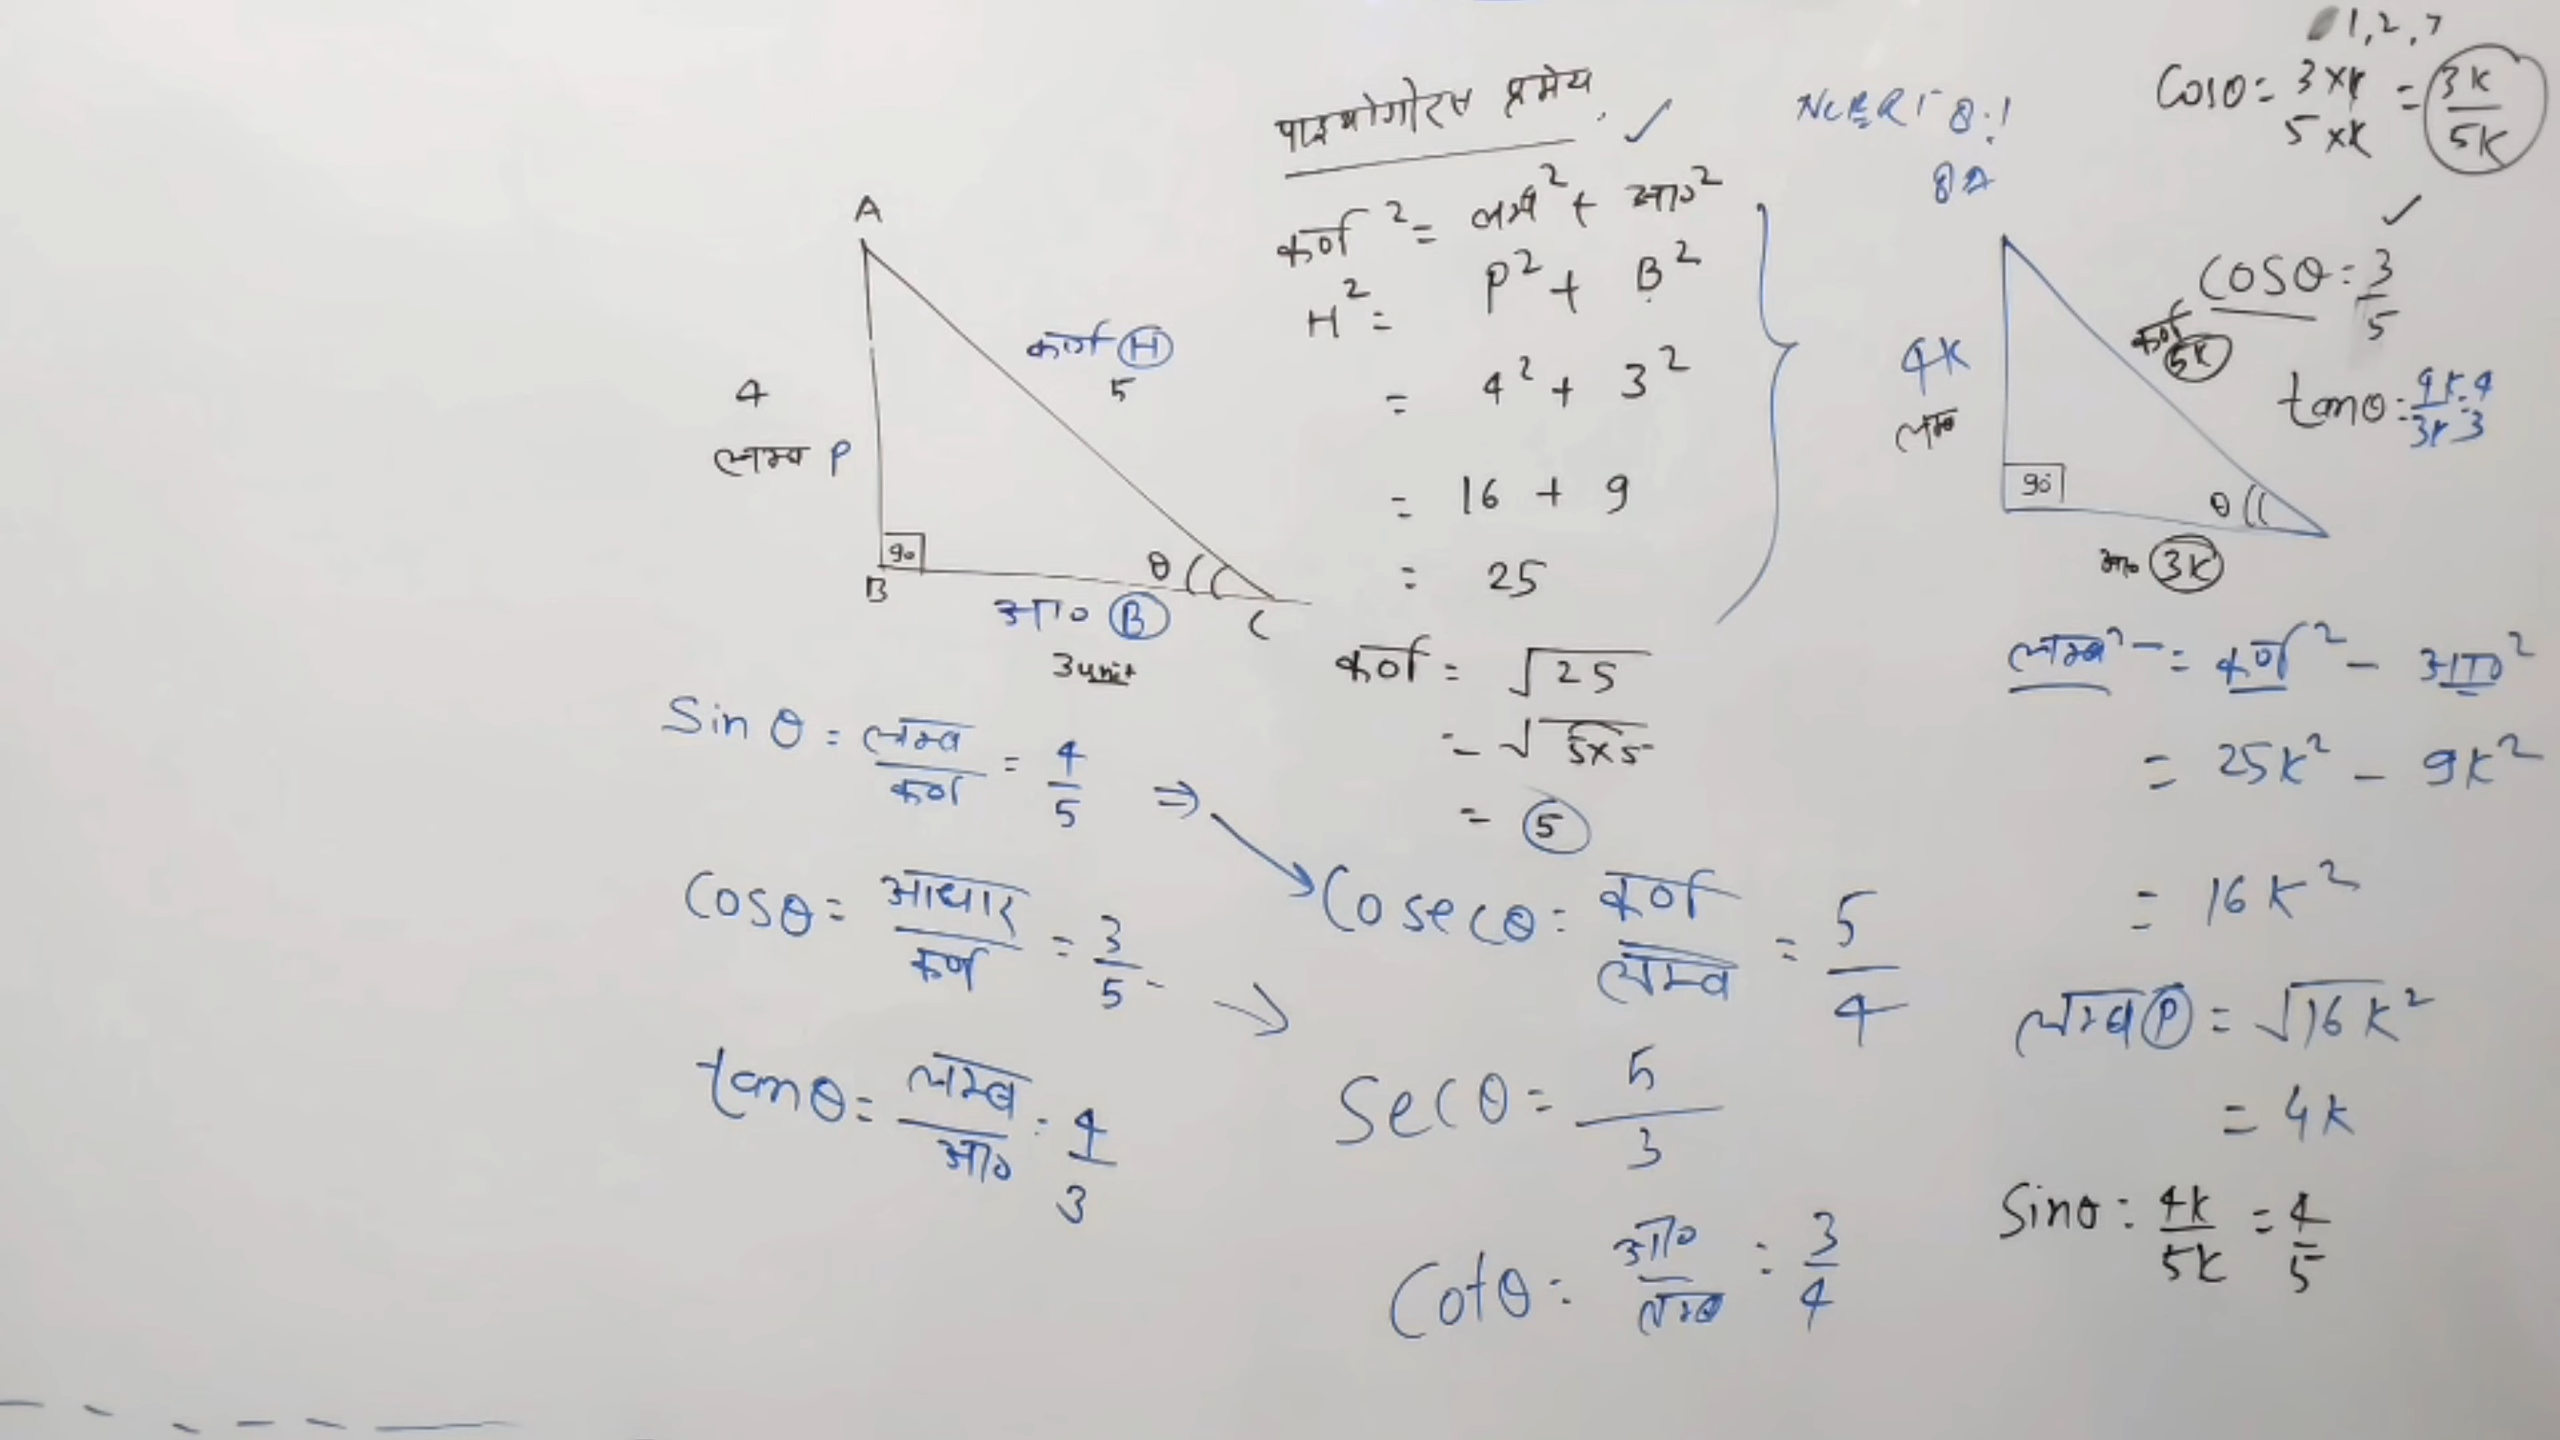 A
4
लम्ब P
कर्ण H
5
90
B
θ
C
आ० B
3 unit
Sin θ = लम्ब/कर्ण = 4/5 ⇒
Cosθ = आधार/कर्ण = 3/5
tanθ = लम्ब/आ० = 4/3
पाइथोगोरस प्रमेय. ✓
कर्ण² = लम्ब² + आ०²
H² = P² + B²
= 4² + 3²
= 16 + 9
= 25
कर्ण = √25
= √5×5
= 5
Cosecθ = कर्ण/लम्ब = 5/4
Secθ = 5/3
Cotθ = आ०/लम्ब = 3/4
NCERT 8.1
1, 2, 7
Cosθ = 3×k/5×k = 3k/5k
✓
Cosθ = 3/5
tanθ = 4k/3k = 4/3
4k
लम्ब
कर्ण
5k
90°
θ
आ० 3k
लम्ब² = कर्ण² – आ०²
= 25k² – 9k²
= 16k²
लम्ब P = √16k²
= 4k
Sinθ = 4k/5k = 4/5